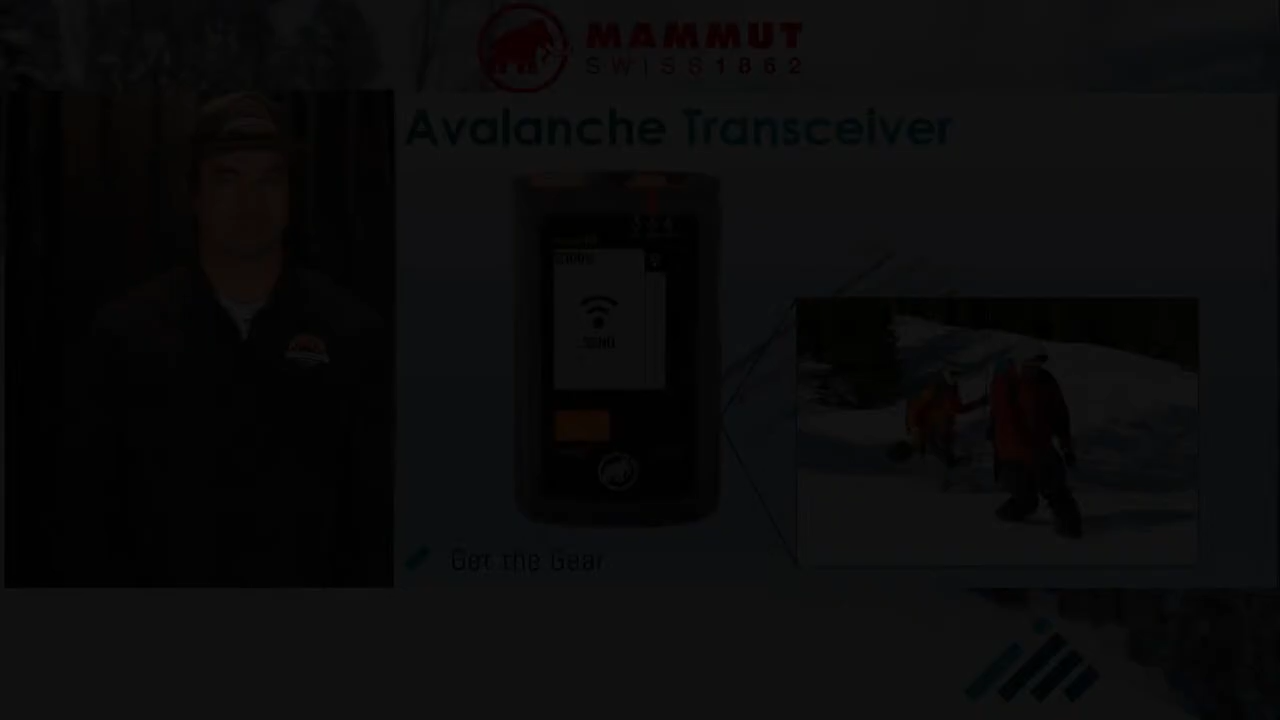 MAMMUT
SWISS 1862
Avalanche Transceiver
SEND
Get the Gear